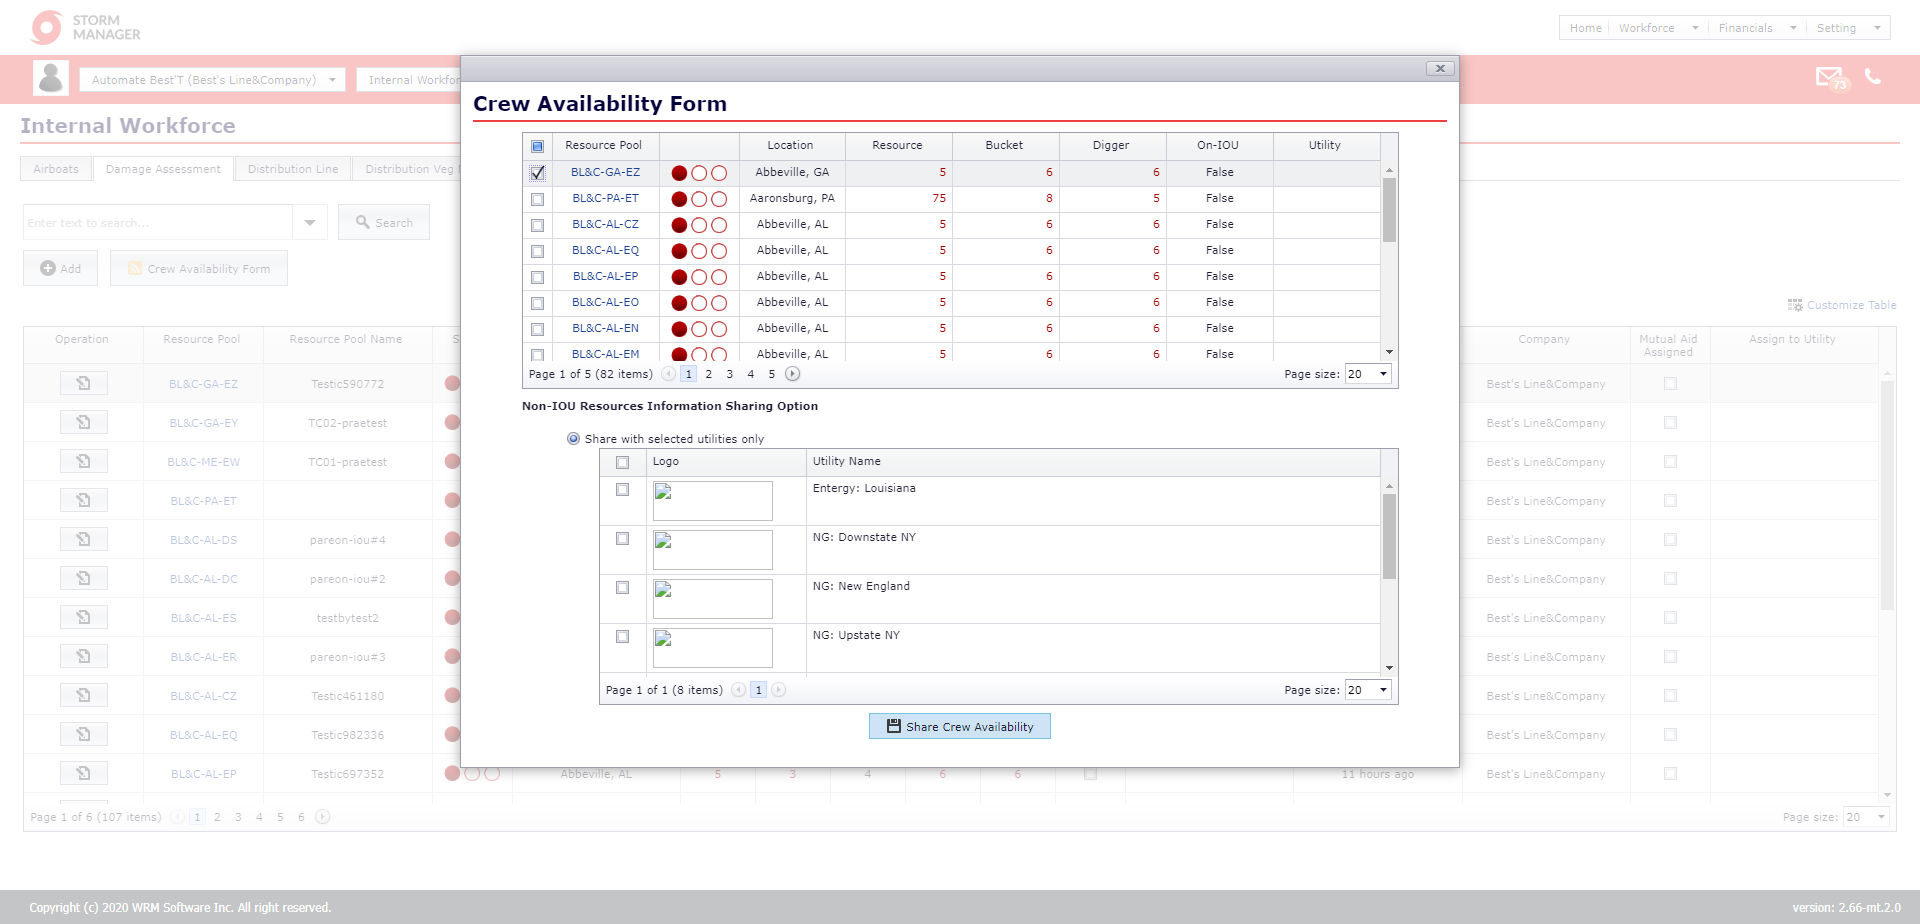 STORM
MANAGER
Home Workforce Financials Setting
Automate Best'T (Best's Line&Company) Internal
73
Internal Workforce
Airboats Damage Assessment Distribution Line Distribution Veg
Enter text to search... Search
Add Crew Availability Form
Customize Table
Operation Resource Pool Resource Pool Name Company Mutual Aid Assigned Assign to Utility
BL&C-GA-EZ Testic590772 Best's Line&Company
BL&C-GA-EY TC02-praetest Best's Line&Company
BL&C-ME-EW TC01-praetest Best's Line&Company
BL&C-PA-ET Best's Line&Company
BL&C-AL-DS pareon-iou#4 Best's Line&Company
BL&C-AL-DC pareon-iou#2 Best's Line&Company
BL&C-AL-ES testbytest2 Best's Line&Company
BL&C-AL-ER pareon-iou#3 Best's Line&Company
BL&C-AL-CZ Testic461180 Best's Line&Company
BL&C-AL-EQ Testic982336 Best's Line&Company
BL&C-AL-EP Testic697352 Abbeville, AL 5 3 4 6 6 11 hours ago Best's Line&Company
Page 1 of 6 (107 items) 1 2 3 4 5 6 Page size: 20
Crew Availability Form
Resource Pool Location Resource Bucket Digger On-IOU Utility
BL&C-GA-EZ Abbeville, GA 5 6 6 False
BL&C-PA-ET Aaronsburg, PA 75 8 5 False
BL&C-AL-CZ Abbeville, AL 5 6 6 False
BL&C-AL-EQ Abbeville, AL 5 6 6 False
BL&C-AL-EP Abbeville, AL 5 6 6 False
BL&C-AL-EO Abbeville, AL 5 6 6 False
BL&C-AL-EN Abbeville, AL 5 6 6 False
BL&C-AL-EM Abbeville, AL 5 6 6 False
Page 1 of 5 (82 items) 1 2 3 4 5 Page size: 20
Non-IOU Resources Information Sharing Option
Share with selected utilities only
Logo Utility Name
Entergy: Louisiana
NG: Downstate NY
NG: New England
NG: Upstate NY
Page 1 of 1 (8 items) 1 Page size: 20
Share Crew Availability
Copyright (c) 2020 WRM Software Inc. All right reserved. version: 2.66-mt.2.0